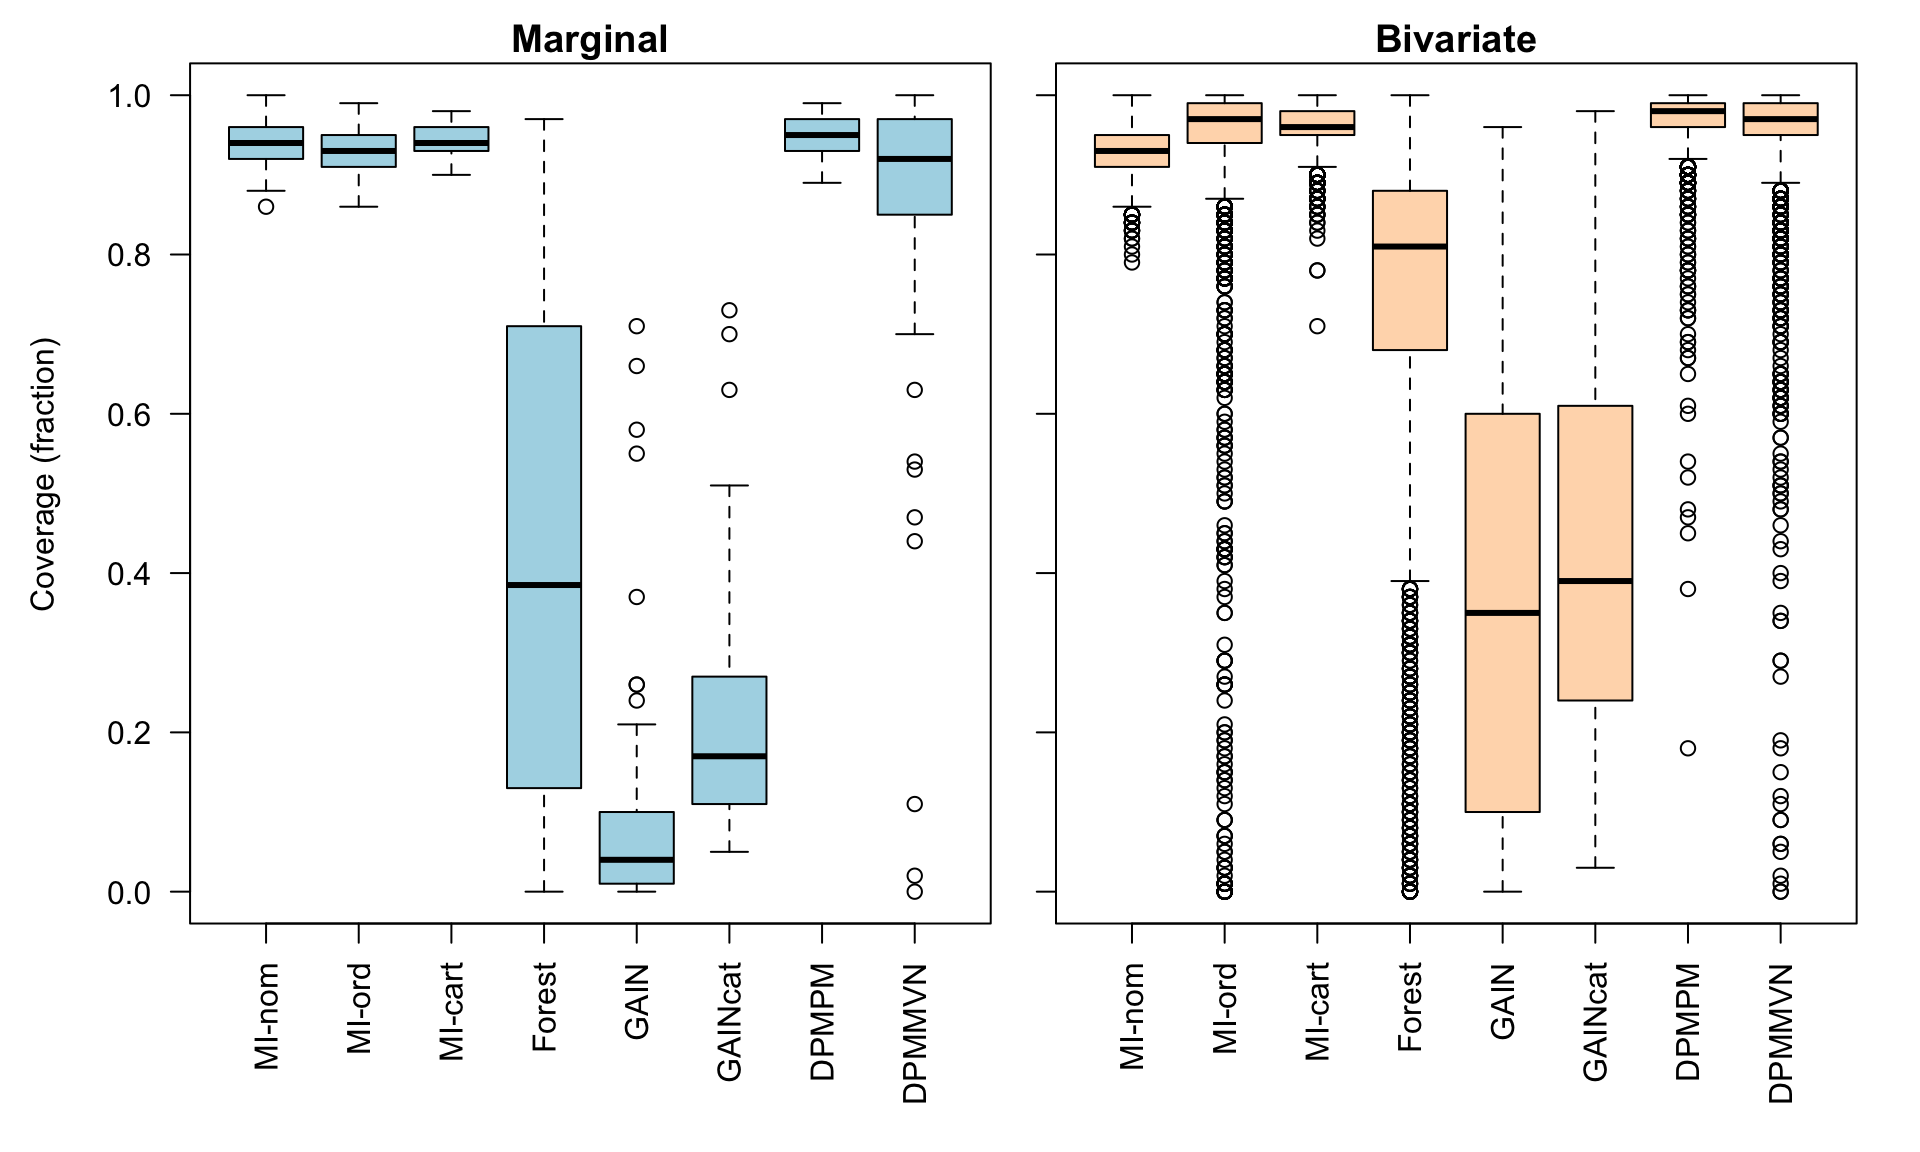 Marginal
Bivariate
Coverage (fraction)
1.0
0.8
0.6
0.4
0.2
0.0
MI-nom
MI-ord
MI-cart
Forest
GAIN
GAINcat
DPMPM
DPMMVN
MI-nom
MI-ord
MI-cart
Forest
GAIN
GAINcat
DPMPM
DPMMVN